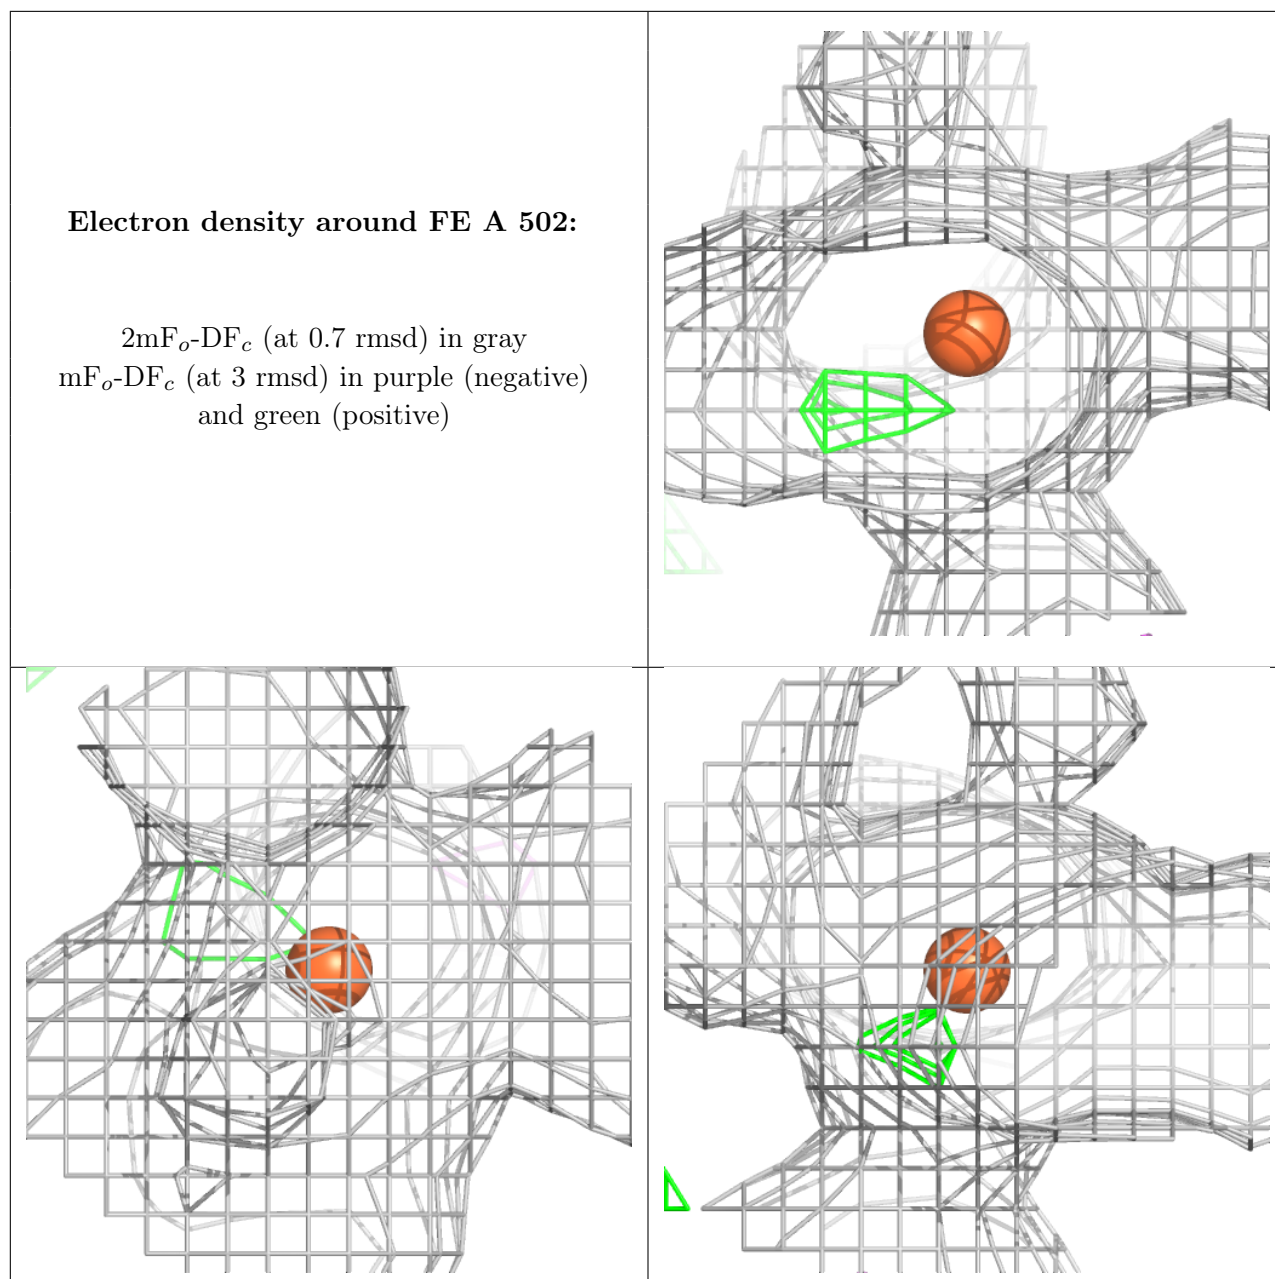 Electron density around FE A 502:
2mFo-DFc (at 0.7 rmsd) in gray
mFo-DFc (at 3 rmsd) in purple (negative)
and green (positive)